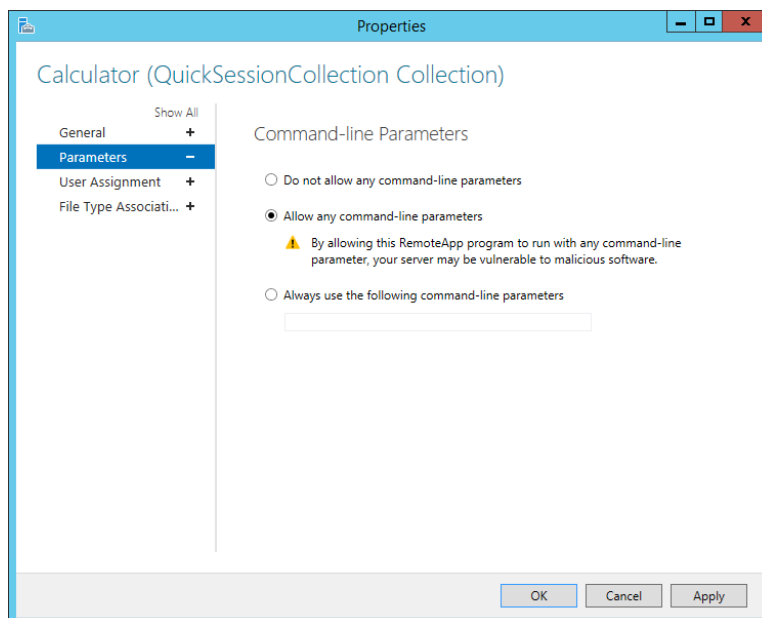 Properties
Calculator (QuickSessionCollection Collection)
Show All
General +
Parameters −
User Assignment +
File Type Associati... +
Command-line Parameters
Do not allow any command-line parameters
Allow any command-line parameters
By allowing this RemoteApp program to run with any command-line
parameter, your server may be vulnerable to malicious software.
Always use the following command-line parameters
OK Cancel Apply